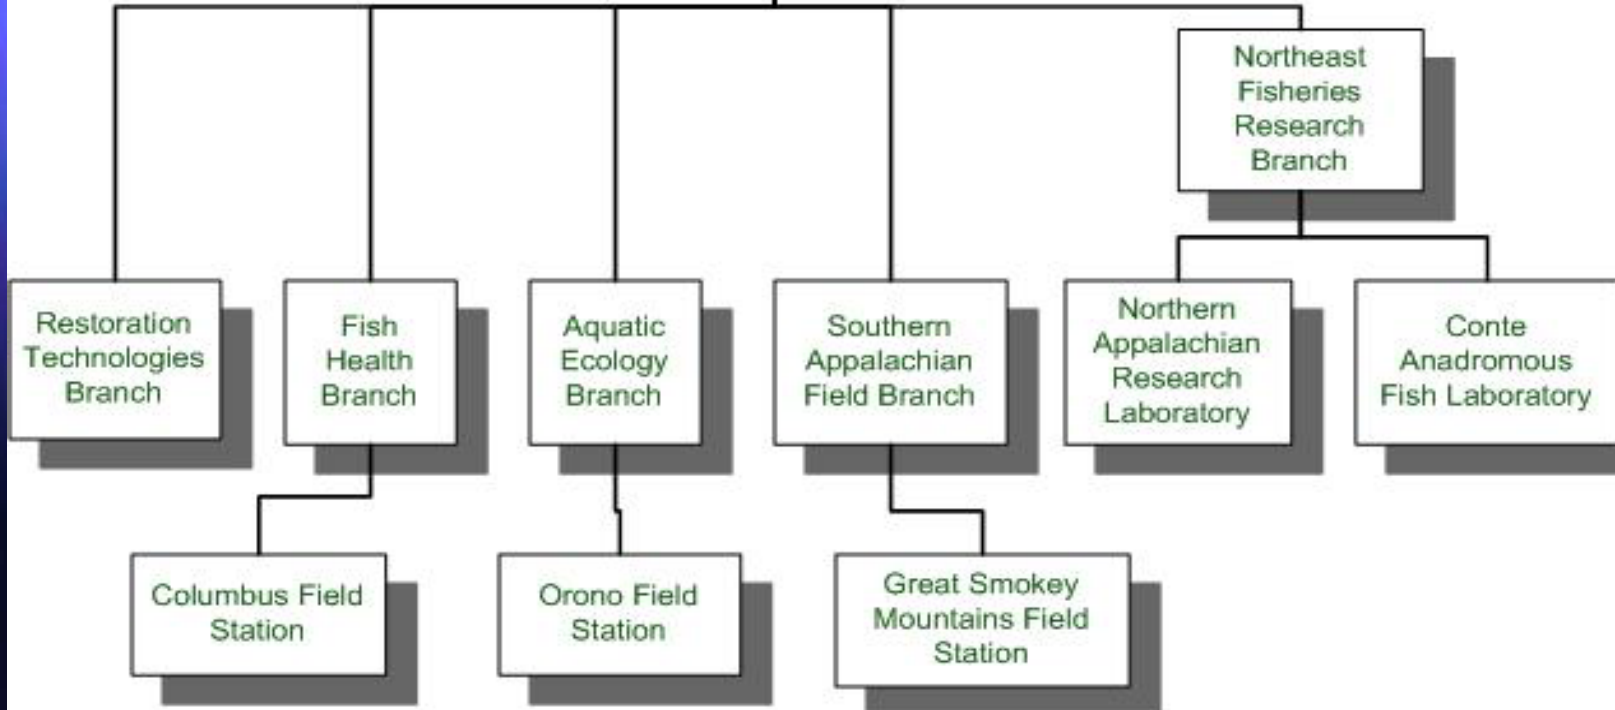 Northeast
Fisheries
Research
Branch
Restoration
Technologies
Branch
Fish
Health
Branch
Aquatic
Ecology
Branch
Southern
Appalachian
Field Branch
Northern
Appalachian
Research
Laboratory
Conte
Anadromous
Fish Laboratory
Columbus Field
Station
Orono Field
Station
Great Smokey
Mountains Field
Station